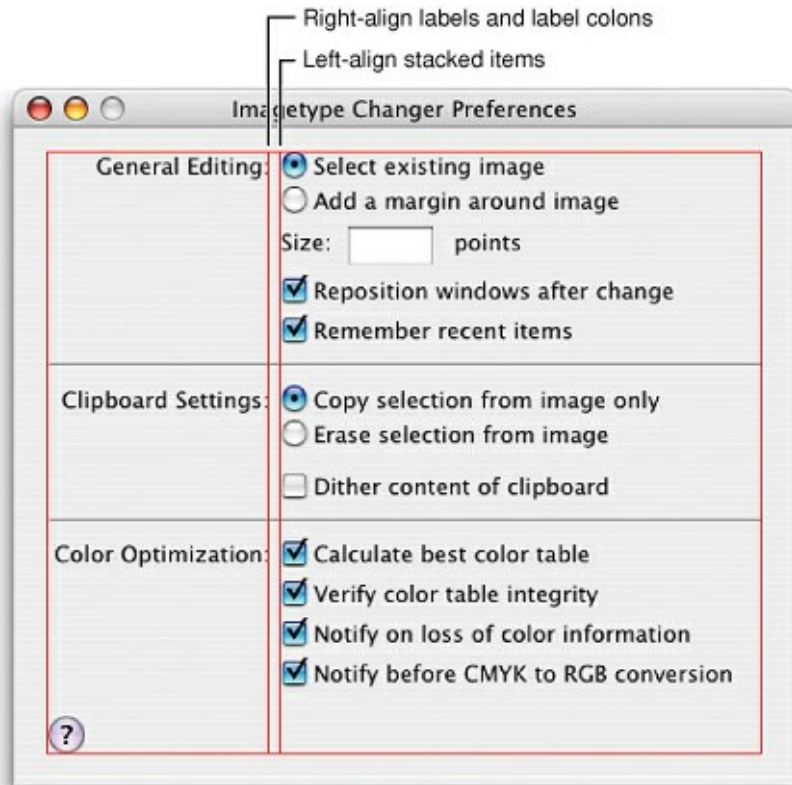 Right-align labels and label colons
Left-align stacked items
Imagetype Changer Preferences
General Editing: Select existing image
Add a margin around image
Size: points
Reposition windows after change
Remember recent items
Clipboard Settings: Copy selection from image only
Erase selection from image
Dither content of clipboard
Color Optimization: Calculate best color table
Verify color table integrity
Notify on loss of color information
Notify before CMYK to RGB conversion
?